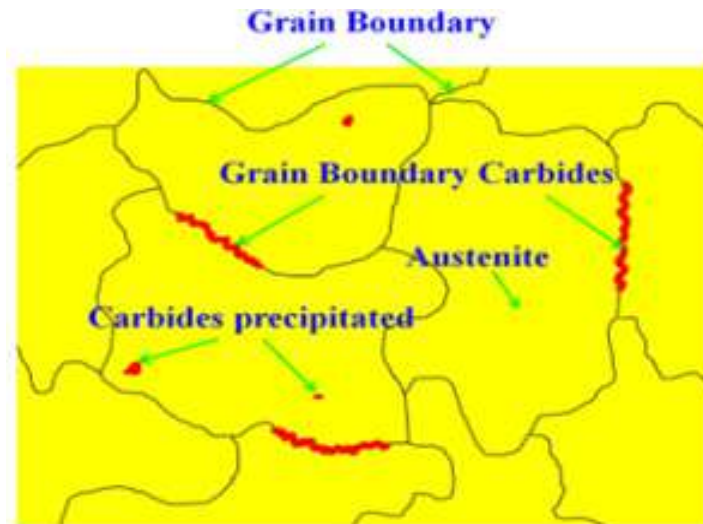 Grain Boundary
Grain Boundary Carbides
Austenite
Carbides precipitated